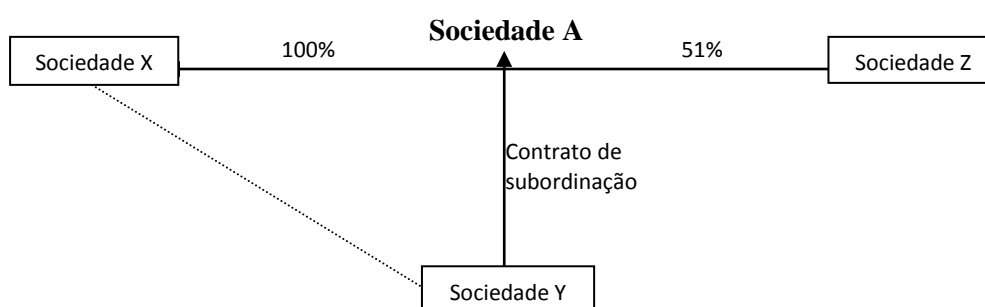 Sociedade A
Sociedade X
100%
51%
Sociedade Z
Contrato de
subordinação
Sociedade Y